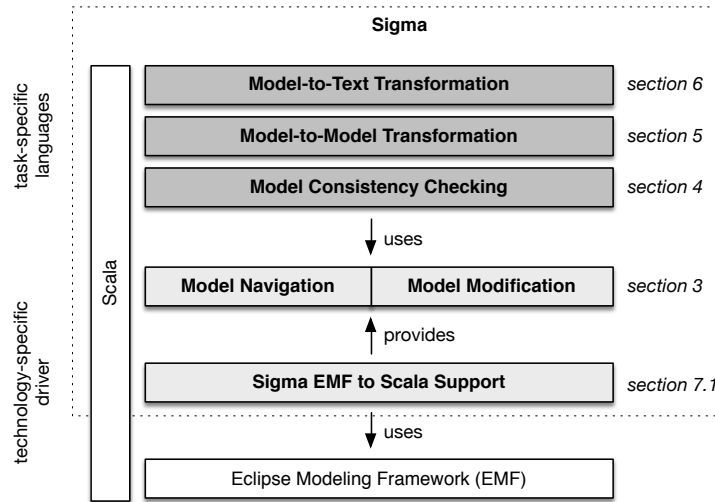 Sigma
task-specific
languages
Scala
Model-to-Text Transformation
section 6
Model-to-Model Transformation
section 5
Model Consistency Checking
section 4
uses
Model Navigation
Model Modification
section 3
provides
technology-specific
driver
Sigma EMF to Scala Support
section 7.1
uses
Eclipse Modeling Framework (EMF)